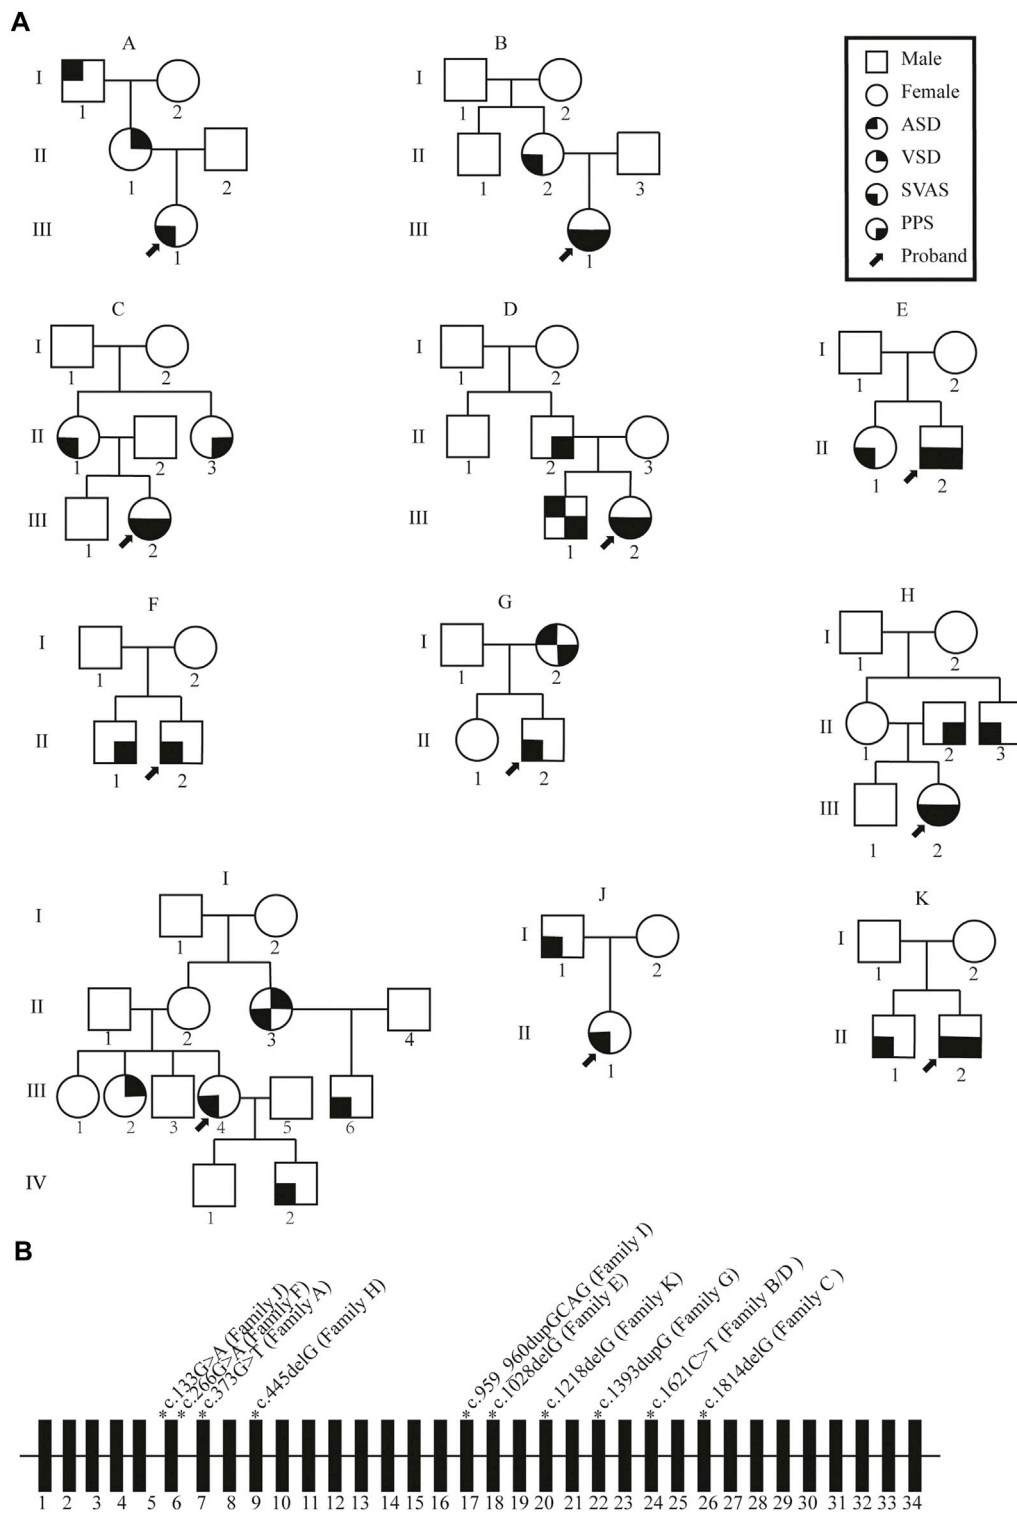 A
A
I
1
2
II
1
2
III
1
B
I
1
2
II
1
2
3
III
1
Male
Female
ASD
VSD
SVAS
PPS
Proband
C
I
1
2
II
1
2
3
III
1
2
D
I
1
2
II
1
2
3
III
1
2
E
I
1
2
II
1
2
F
I
1
2
II
1
2
G
I
1
2
II
1
2
H
I
1
2
II
1
2
3
III
1
2
I
I
1
2
II
1
2
3
4
III
1
2
3
4
5
6
IV
1
2
J
I
1
2
II
1
K
I
1
2
II
1
2
B
*c.133G>A (Family J)
*c.266G>A (Family F)
*c.373G>T (Family A)
*c.445delG (Family H)
*c.959_960dupGCAG (Family I)
*c.1028delG (Family E)
*c.1218delG (Family K)
*c.1393dupG (Family G)
*c.1621C>T (Family B/D )
*c.1814delG (Family C )
1 2 3 4 5 6 7 8 9 10 11 12 13 14 15 16 17 18 19 20 21 22 23 24 25 26 27 28 29 30 31 32 33 34